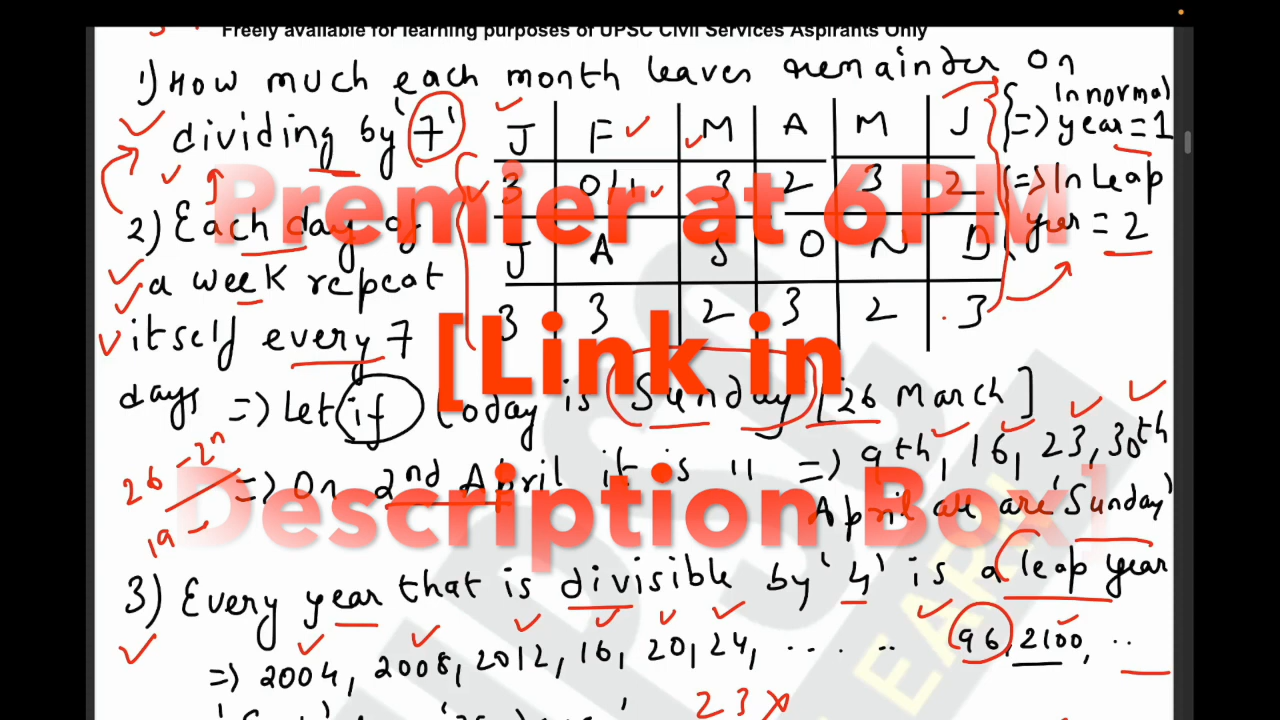 Freely available for learning purposes of UPSC Civil Services Aspirants Only
1) How much each month leaves remainder on
dividing by '7'
J F M A M J
3 0/1 3 2 3 2
J A S O N D
3 3 2 3 2 3
In normal
=> year = 1
=> In Leap
year = 2
2) Each day of
a week repeat
itself every 7
days => Let if today is Sunday [26 March]
=> On 2nd April it is 11 => 9th, 16, 23, 30th
April all are 'Sunday'
26
19
3) Every year that is divisible by '4' is a leap year
=> 2004, 2008, 2012, 16, 20, 24, ...... 96, 2100, ..
23
Premier at 6PM
[Link in
Description Box]